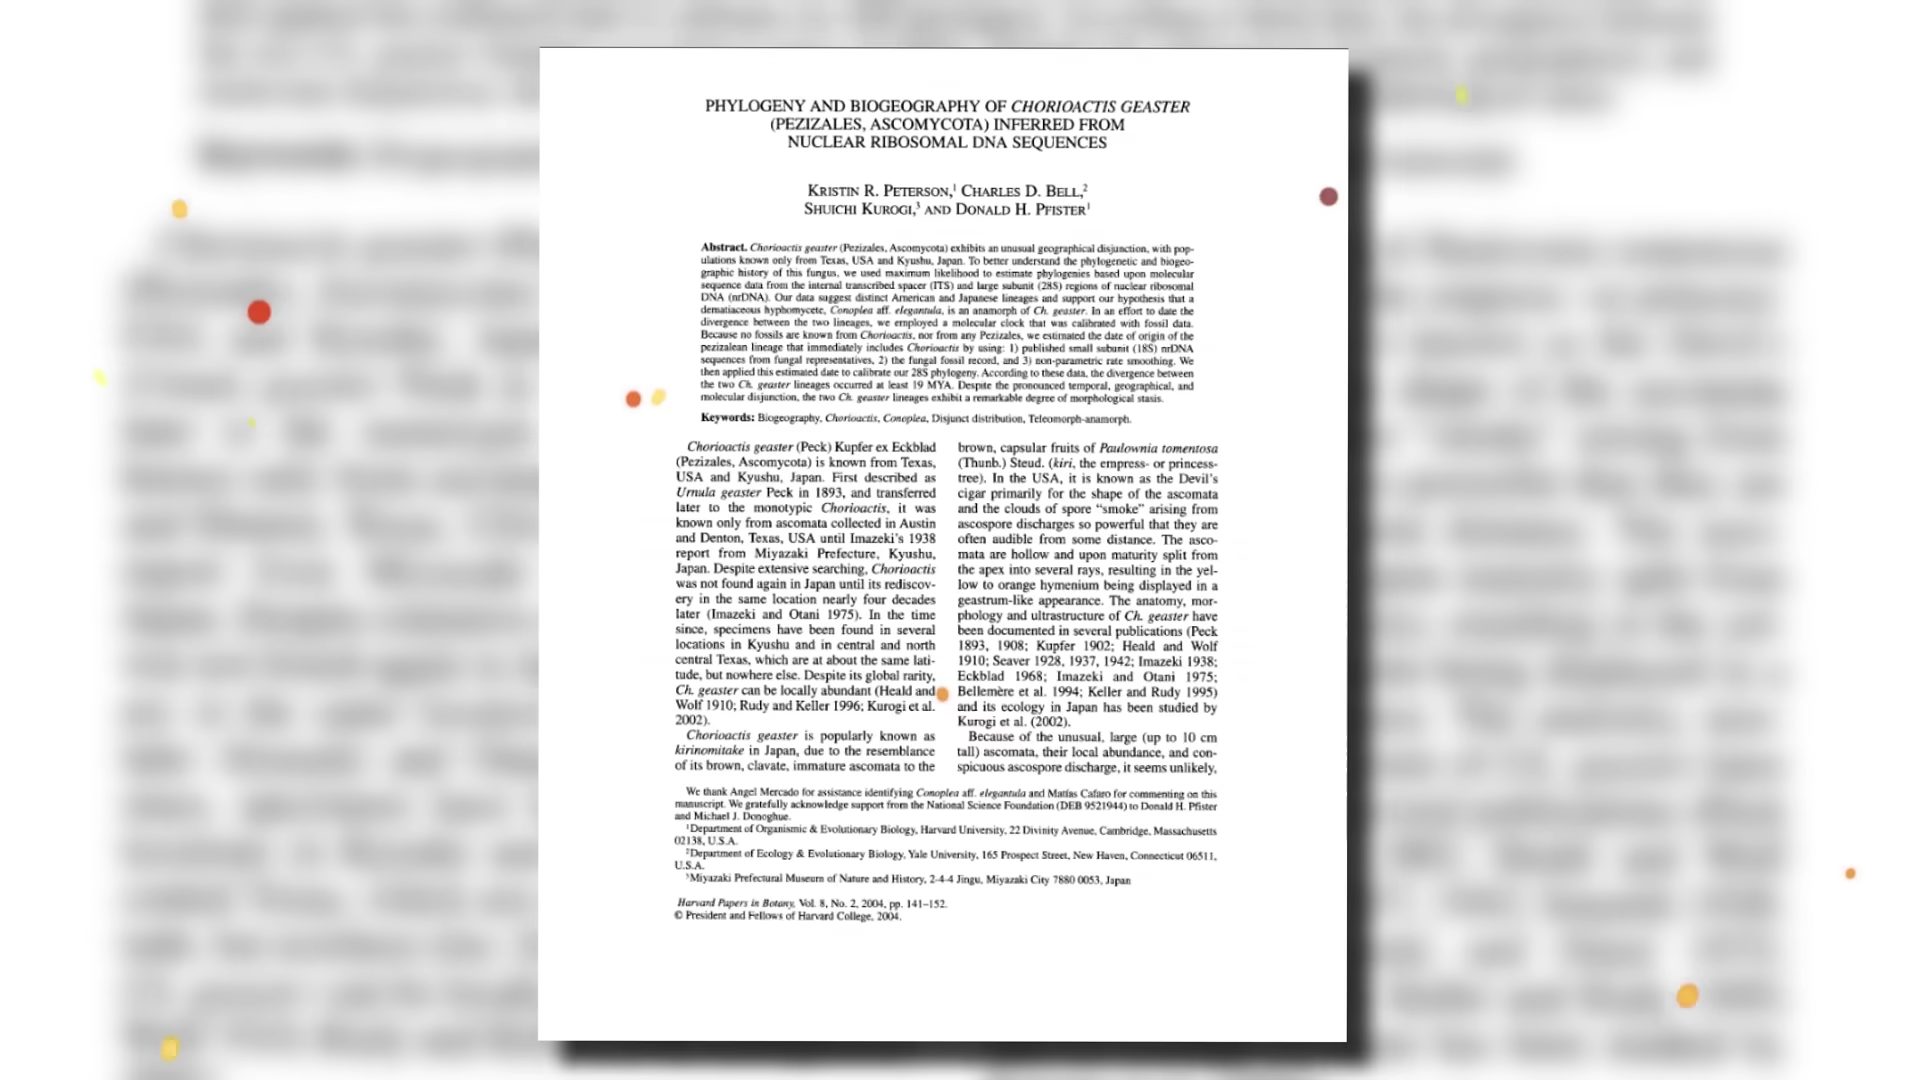 PHYLOGENY AND BIOGEOGRAPHY OF CHORIOACTIS GEASTER
(PEZIZALES, ASCOMYCOTA) INFERRED FROM
NUCLEAR RIBOSOMAL DNA SEQUENCES
KRISTIN R. PETERSON,¹ CHARLES D. BELL,²
SHUICHI KUROGI,³ AND DONALD H. PFISTER¹
Abstract. Chorioactis geaster (Pezizales, Ascomycota) exhibits an unusual geographical disjunction, with pop-
ulations known only from Texas, USA and Kyushu, Japan. To better understand the phylogenetic and biogeo-
graphic history of this fungus, we used maximum likelihood to estimate phylogenies based upon molecular
sequence data from the internal transcribed spacer (ITS) and large subunit (28S) regions of nuclear ribosomal
DNA (nrDNA). Our data suggest distinct American and Japanese lineages and support our hypothesis that a
dematiaceous hyphomycete, Conoplea aff. elegantula, is an anamorph of Ch. geaster. In an effort to date the
divergence between the two lineages, we employed a molecular clock that was calibrated with fossil data.
Because no fossils are known from Chorioactis, nor from any Pezizales, we estimated the date of origin of the
pezizalean lineage that immediately includes Chorioactis by using: 1) published small subunit (18S) nrDNA
sequences from fungal representatives, 2) the fungal fossil record, and 3) non-parametric rate smoothing. We
then applied this estimated date to calibrate our 28S phylogeny. According to these data, the divergence between
the two Ch. geaster lineages occurred at least 19 MYA. Despite the pronounced temporal, geographical, and
molecular disjunction, the two Ch. geaster lineages exhibit a remarkable degree of morphological stasis.
Keywords: Biogeography, Chorioactis, Conoplea, Disjunct distribution, Teleomorph-anamorph.
Chorioactis geaster (Peck) Kupfer ex Eckblad
(Pezizales, Ascomycota) is known from Texas,
USA and Kyushu, Japan. First described as
Urnula geaster Peck in 1893, and transferred
later to the monotypic Chorioactis, it was
known only from ascomata collected in Austin
and Denton, Texas, USA until Imazeki's 1938
report from Miyazaki Prefecture, Kyushu,
Japan. Despite extensive searching, Chorioactis
was not found again in Japan until its rediscov-
ery in the same location nearly four decades
later (Imazeki and Otani 1975). In the time
since, specimens have been found in several
locations in Kyushu and in central and north
central Texas, which are at about the same lati-
tude, but nowhere else. Despite its global rarity,
Ch. geaster can be locally abundant (Heald and
Wolf 1910; Rudy and Keller 1996; Kurogi et al.
2002).
Chorioactis geaster is popularly known as
kirinomitake in Japan, due to the resemblance
of its brown, clavate, immature ascomata to the
brown, capsular fruits of Paulownia tomentosa
(Thunb.) Steud. (kiri, the empress- or princess-
tree). In the USA, it is known as the Devil's
cigar primarily for the shape of the ascomata
and the clouds of spore “smoke” arising from
ascospore discharges so powerful that they are
often audible from some distance. The asco-
mata are hollow and upon maturity split from
the apex into several rays, resulting in the yel-
low to orange hymenium being displayed in a
geastrum-like appearance. The anatomy, mor-
phology and ultrastructure of Ch. geaster have
been documented in several publications (Peck
1893, 1908; Kupfer 1902; Heald and Wolf
1910; Seaver 1928, 1937, 1942; Imazeki 1938;
Eckblad 1968; Imazeki and Otani 1975;
Bellemère et al. 1994; Keller and Rudy 1995)
and its ecology in Japan has been studied by
Kurogi et al. (2002).
Because of the unusual, large (up to 10 cm
tall) ascomata, their local abundance, and con-
spicuous ascospore discharge, it seems unlikely,
We thank Angel Mercado for assistance identifying Conoplea aff. elegantula and Matías Cafaro for commenting on this
manuscript. We gratefully acknowledge support from the National Science Foundation (DEB 9521944) to Donald H. Pfister
and Michael J. Donoghue.
¹Department of Organismic & Evolutionary Biology, Harvard University, 22 Divinity Avenue, Cambridge, Massachusetts
02138, U.S.A.
²Department of Ecology & Evolutionary Biology, Yale University, 165 Prospect Street, New Haven, Connecticut 06511,
U.S.A.
³Miyazaki Prefectural Museum of Nature and History, 2-4-4 Jingu, Miyazaki City 7880 0053, Japan
Harvard Papers in Botany, Vol. 8, No. 2, 2004, pp. 141–152.
© President and Fellows of Harvard College, 2004.